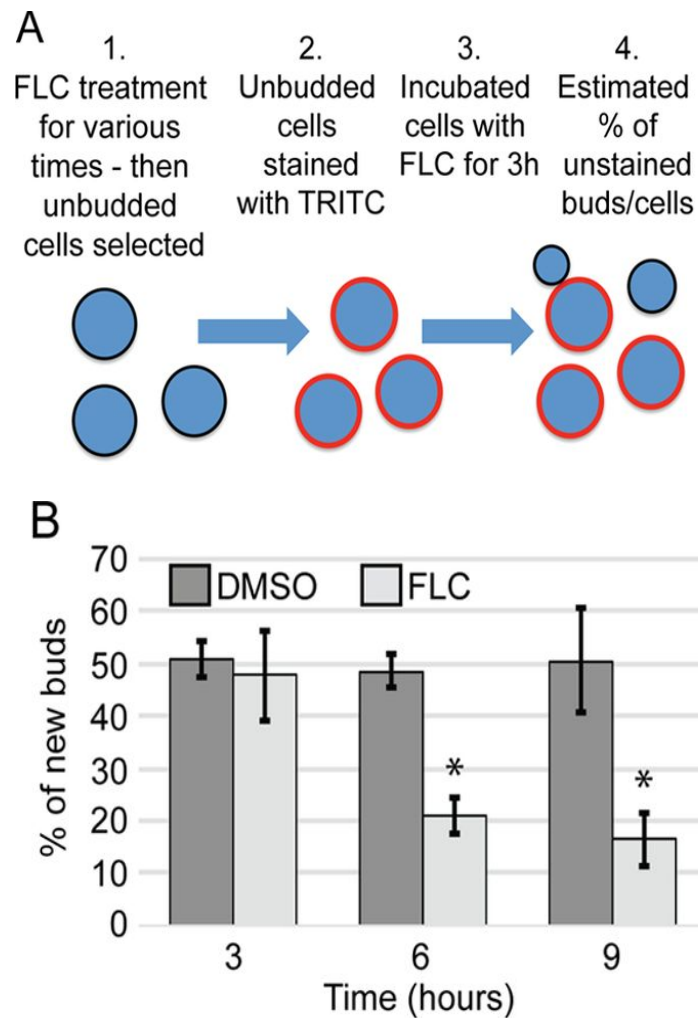 A
1.
FLC treatment
for various
times - then
unbudded
cells selected
2.
Unbudded
cells
stained
with TRITC
3.
Incubated
cells with
FLC for 3h
4.
Estimated
% of
unstained
buds/cells
B
% of new buds
70
60
50
40
30
20
10
0
DMSO
FLC
*
*
3
6
9
Time (hours)